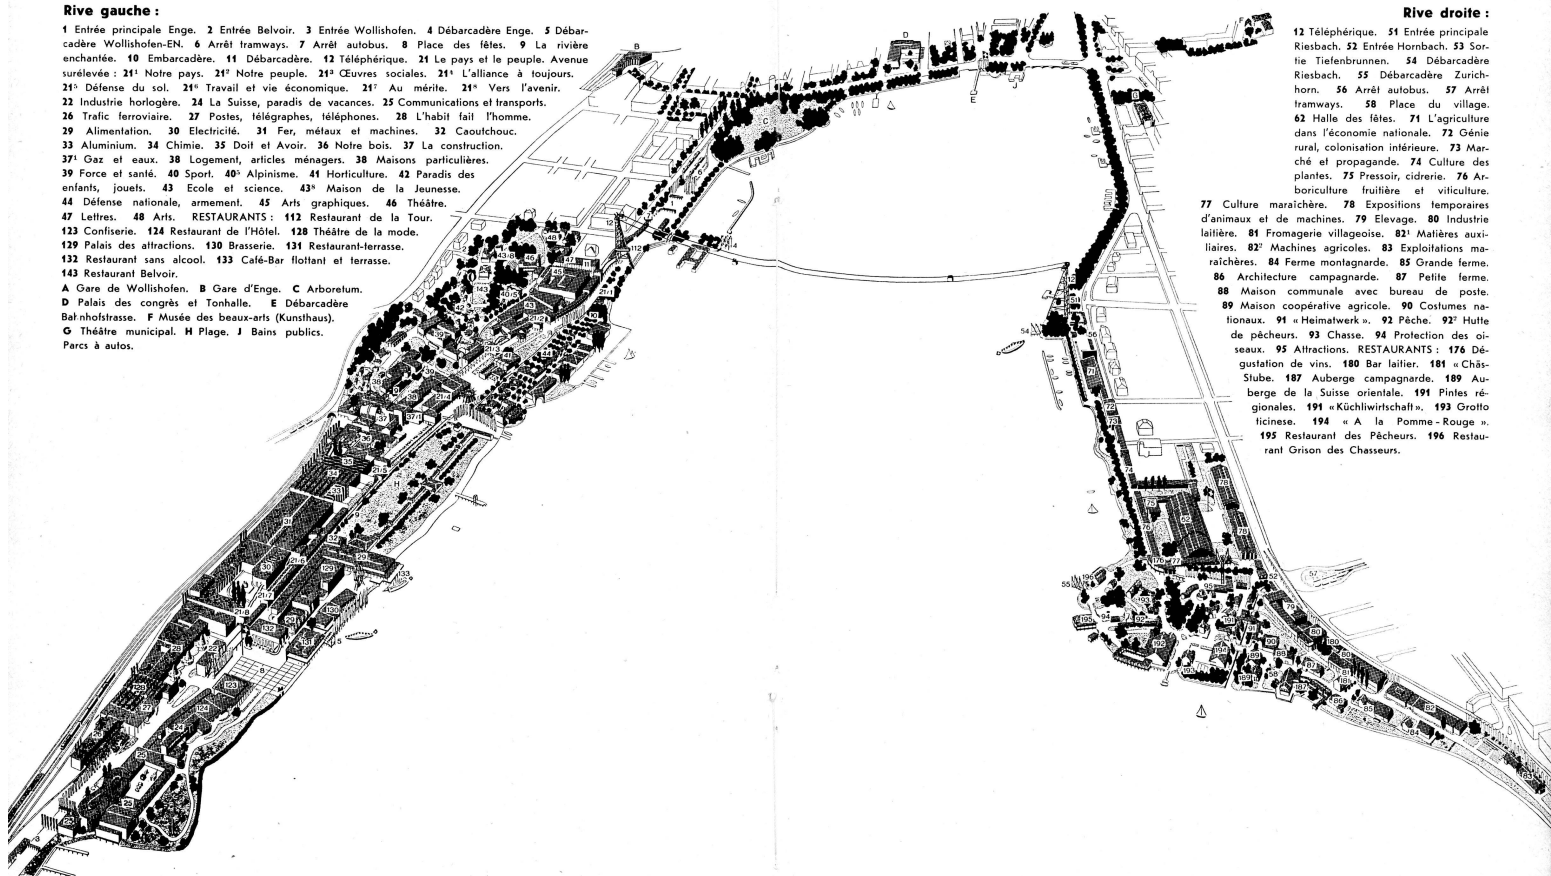 Rive gauche :
1 Entrée principale Enge. 2 Entrée Belvoir. 3 Entrée Wollishofen. 4 Débarcadère Enge. 5 Débar-
cadère Wollishofen-EN. 6 Arrêt tramways. 7 Arrêt autobus. 8 Place des fêtes. 9 La rivière
enchantée. 10 Embarcadère. 11 Débarcadère. 12 Téléphérique. 21 Le pays et le peuple. Avenue
surélevée : 21¹ Notre pays. 21² Notre peuple. 21³ Œuvres sociales. 21⁴ L'alliance à toujours.
21⁵ Défense du sol. 21⁶ Travail et vie économique. 21⁷ Au mérite. 21⁸ Vers l'avenir.
22 Industrie horlogère. 24 La Suisse, paradis de vacances. 25 Communications et transports.
26 Trafic ferroviaire. 27 Postes, télégraphes, téléphones. 28 L'habit fail l'homme.
29 Alimentation. 30 Electricité. 31 Fer, métaux et machines. 32 Caoutchouc.
33 Aluminium. 34 Chimie. 35 Doit et Avoir. 36 Notre bois. 37 La construction.
37¹ Gaz et eaux. 38 Logement, articles ménagers. 38 Maisons particulières.
39 Force et santé. 40 Sport. 40⁵ Alpinisme. 41 Horticulture. 42 Paradis des
enfants, jouets. 43 Ecole et science. 43⁸ Maison de la Jeunesse.
44 Défense nationale, armement. 45 Arts graphiques. 46 Théâtre.
47 Lettres. 48 Arts. RESTAURANTS : 112 Restaurant de la Tour.
123 Confiserie. 124 Restaurant de l'Hôtel. 128 Théâtre de la mode.
129 Palais des attractions. 130 Brasserie. 131 Restaurant-terrasse.
132 Restaurant sans alcool. 133 Café-Bar flottant et terrasse.
143 Restaurant Belvoir.
A Gare de Wollishofen. B Gare d'Enge. C Arboretum.
D Palais des congrès et Tonhalle. E Débarcadère
Bahnhofstrasse. F Musée des beaux-arts (Kunsthaus).
G Théâtre municipal. H Plage. J Bains publics.
Parcs à autos.
Rive droite :
12 Téléphérique. 51 Entrée principale
Riesbach. 52 Entrée Hornbach. 53 Sor-
tie Tiefenbrunnen. 54 Débarcadère
Riesbach. 55 Débarcadère Zurich-
horn. 56 Arrêt autobus. 57 Arrêt
tramways. 58 Place du village.
62 Halle des fêtes. 71 L'agriculture
dans l'économie nationale. 72 Génie
rural, colonisation intérieure. 73 Mar-
ché et propagande. 74 Culture des
plantes. 75 Pressoir, cidrerie. 76 Ar-
boriculture fruitière et viticulture.
77 Culture maraîchère. 78 Expositions temporaires
d'animaux et de machines. 79 Elevage. 80 Industrie
laitière. 81 Fromagerie villageoise. 82¹ Matières auxi-
liaires. 82² Machines agricoles. 83 Exploitations ma-
raîchères. 84 Ferme montagnarde. 85 Grande ferme.
86 Architecture campagnarde. 87 Petite ferme.
88 Maison communale avec bureau de poste.
89 Maison coopérative agricole. 90 Costumes na-
tionaux. 91 « Heimatwerk ». 92 Pêche. 92² Hutte
de pêcheurs. 93 Chasse. 94 Protection des oi-
seaux. 95 Attractions. RESTAURANTS : 176 Dé-
gustation de vins. 180 Bar laitier. 181 « Chäs-
Stube. 187 Auberge campagnarde. 189 Au-
berge de la Suisse orientale. 191 Pintes ré-
gionales. 191 « Küchliwirtschaft ». 193 Grotto
ticinese. 194 « A la Pomme-Rouge ».
195 Restaurant des Pêcheurs. 196 Restau-
rant Grison des Chasseurs.